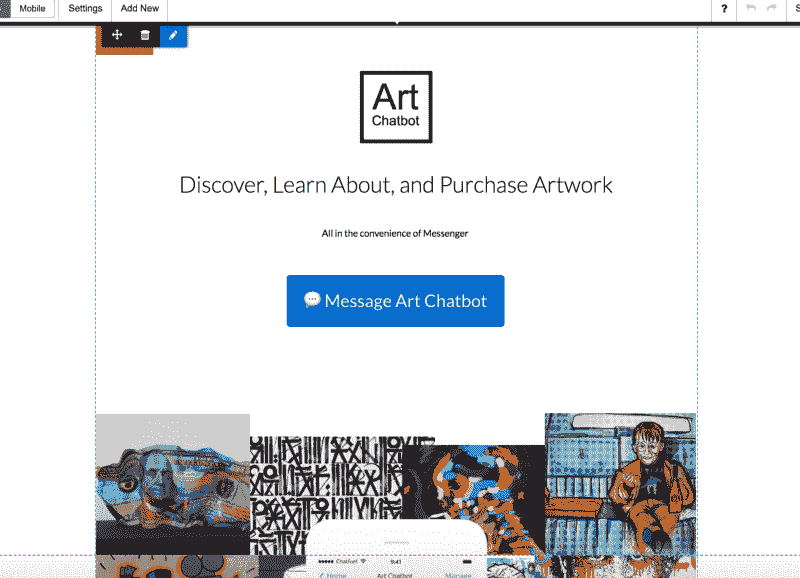 Mobile
Settings
Add New
?
S
Art
Chatbot
Discover, Learn About, and Purchase Artwork
All in the convenience of Messenger
Message Art Chatbot
Chatfuel
9:41
Home
Art Chatbot
Manage